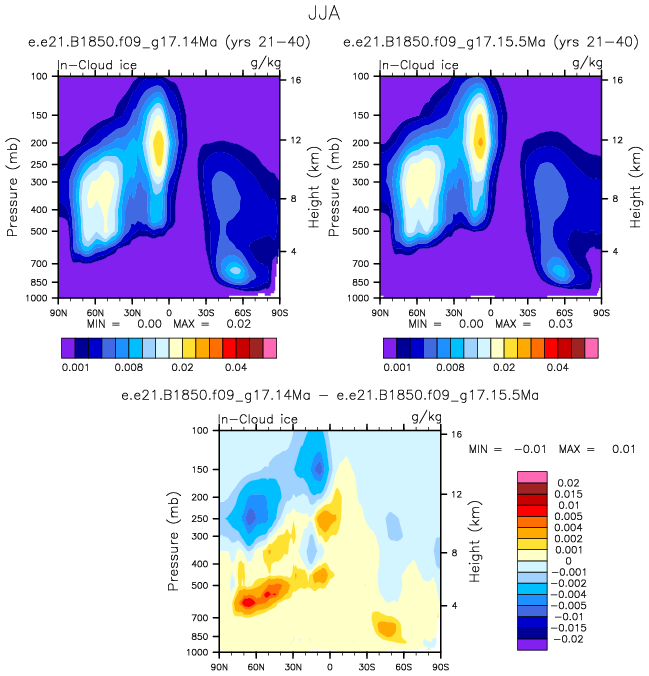 JJA
e.e21.B1850.f09_g17.14Ma (yrs 21-40)
e.e21.B1850.f09_g17.15.5Ma (yrs 21-40)
In-Cloud ice g/kg
In-Cloud ice g/kg
Pressure (mb)
100
150
200
250
300
400
500
700
850
1000
16
12
8
4
Height (km)
90N 60N 30N 0 30S 60S 90S
MIN = 0.00 MAX = 0.02
0.001 0.008 0.02 0.04
Pressure (mb)
100
150
200
250
300
400
500
700
850
1000
16
12
8
4
Height (km)
90N 60N 30N 0 30S 60S 90S
MIN = 0.00 MAX = 0.03
0.001 0.008 0.02 0.04
e.e21.B1850.f09_g17.14Ma - e.e21.B1850.f09_g17.15.5Ma
In-Cloud ice g/kg
Pressure (mb)
100
150
200
250
300
400
500
700
850
1000
16
12
8
4
Height (km)
90N 60N 30N 0 30S 60S 90S
MIN = -0.01 MAX = 0.01
0.02
0.015
0.01
0.005
0.004
0.002
0.001
0
-0.001
-0.002
-0.004
-0.005
-0.01
-0.015
-0.02